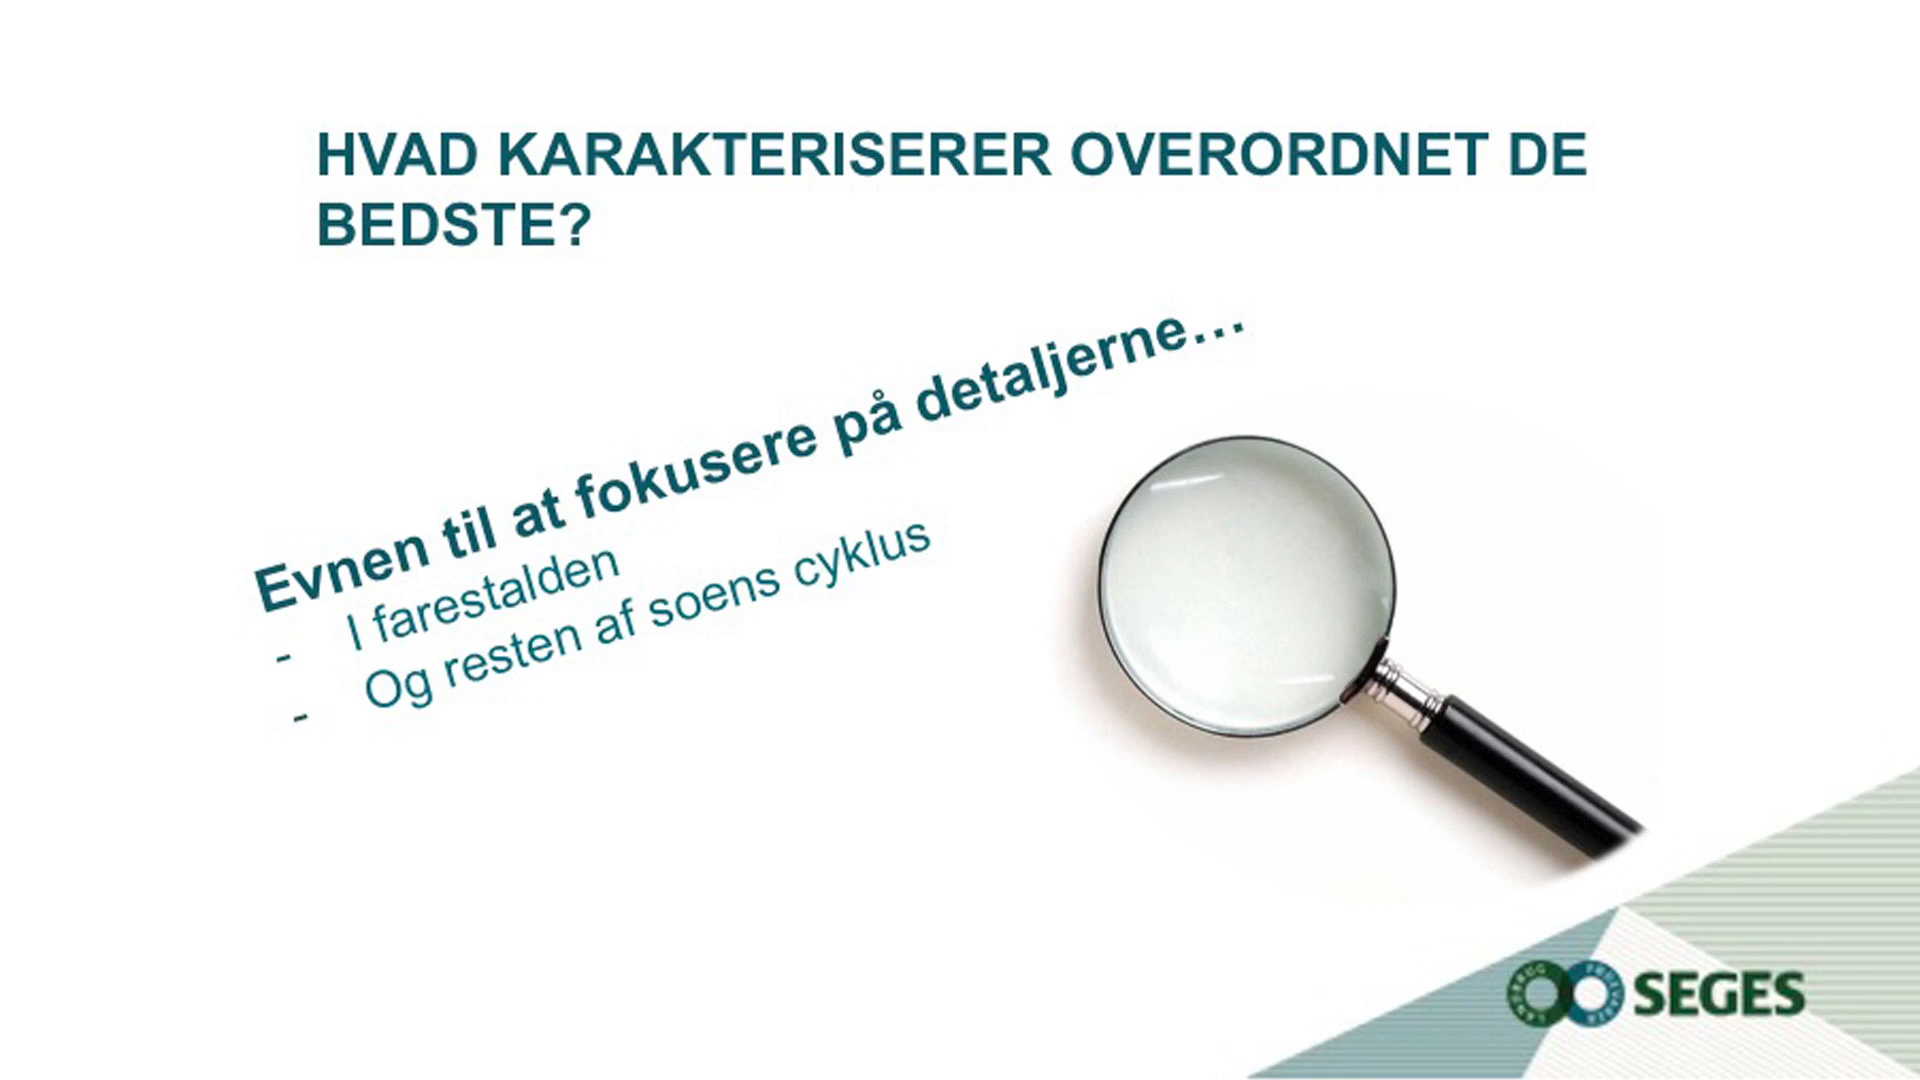 HVAD KARAKTERISERER OVERORDNET DE
BEDSTE?
Evnen til at fokusere på detaljerne…
- I farestalden
- Og resten af soens cyklus
SEGES